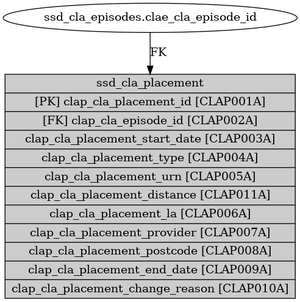 ssd_cla_episodes.clae_cla_episode_id
FK
ssd_cla_placement
[PK] clap_cla_placement_id [CLAP001A]
[FK] clap_cla_episode_id [CLAP002A]
clap_cla_placement_start_date [CLAP003A]
clap_cla_placement_type [CLAP004A]
clap_cla_placement_urn [CLAP005A]
clap_cla_placement_distance [CLAP011A]
clap_cla_placement_la [CLAP006A]
clap_cla_placement_provider [CLAP007A]
clap_cla_placement_postcode [CLAP008A]
clap_cla_placement_end_date [CLAP009A]
clap_cla_placement_change_reason [CLAP010A]